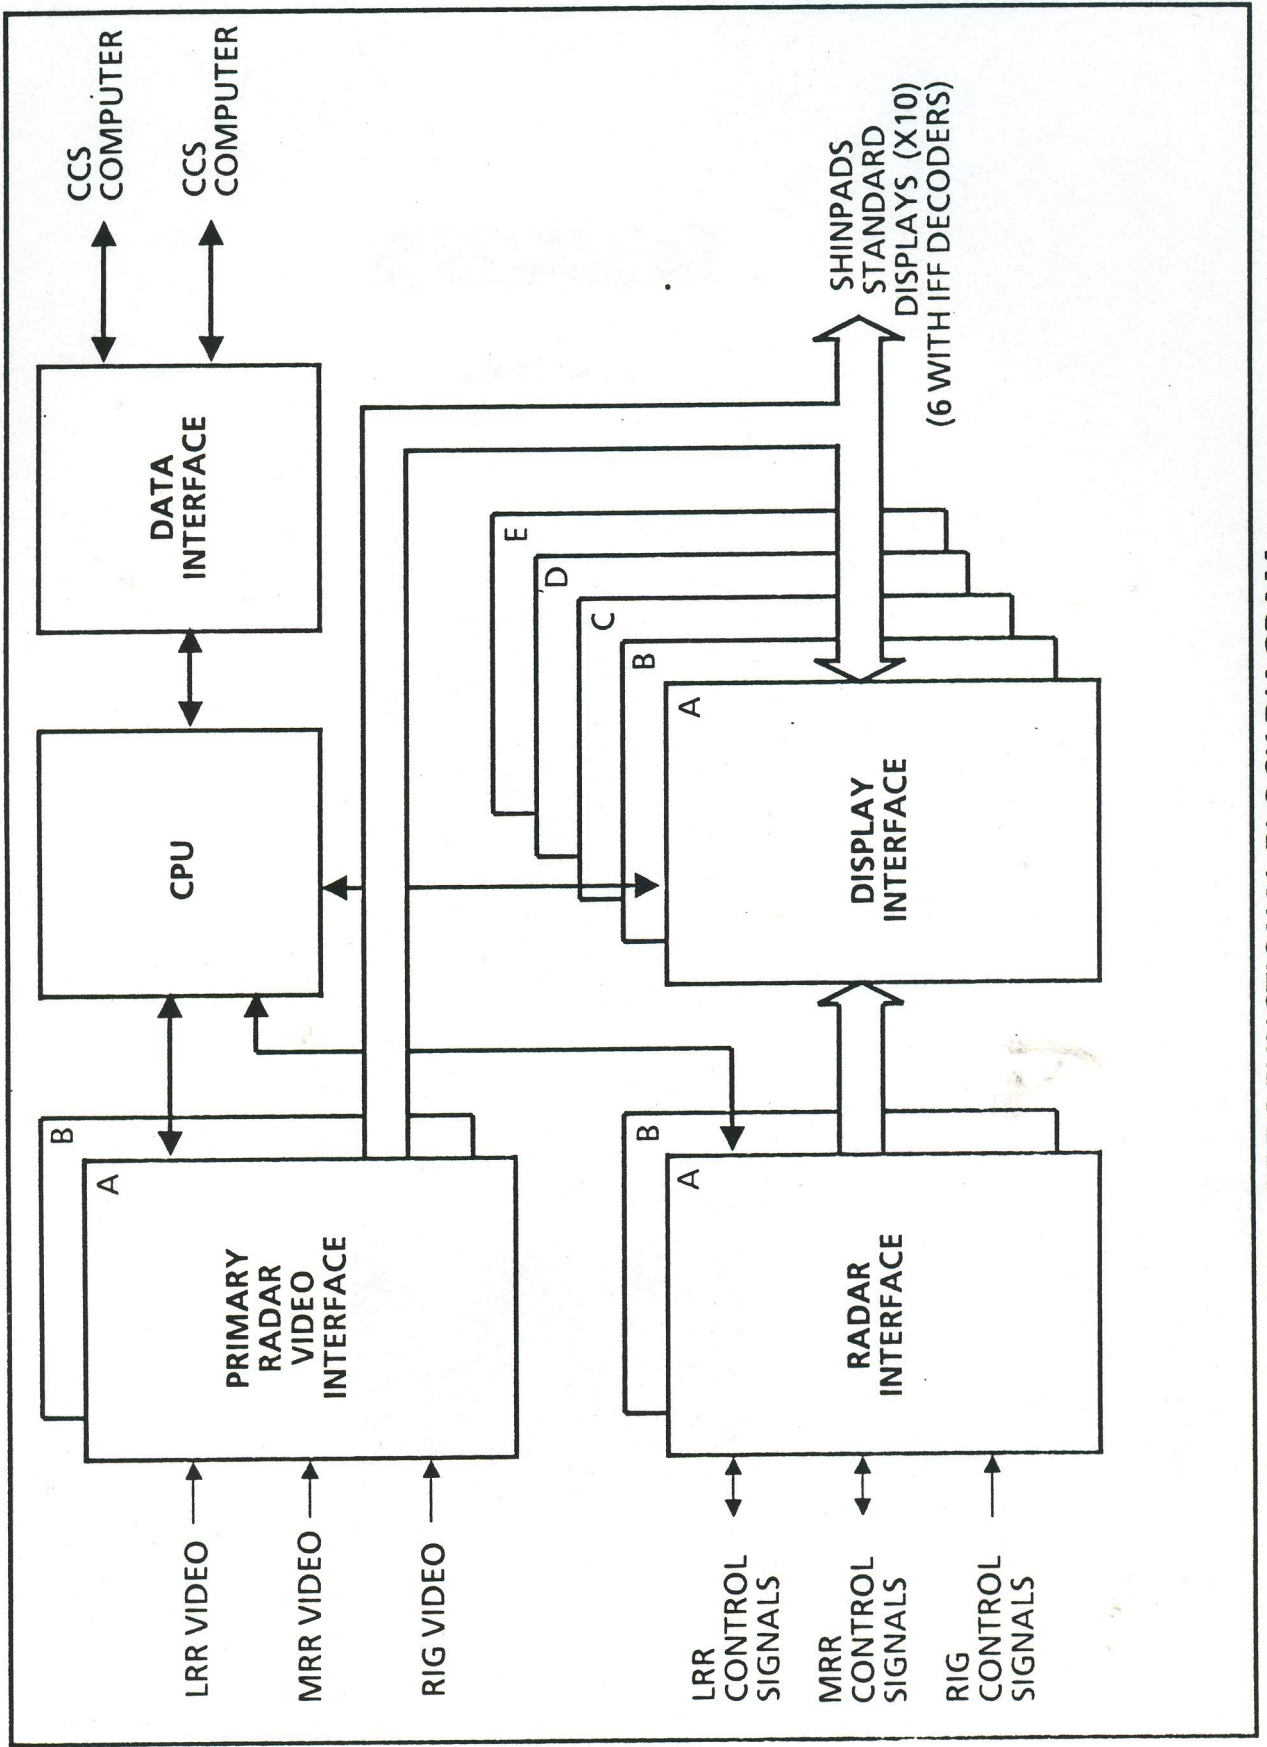 CCS
COMPUTER
CCS
COMPUTER
DATA
INTERFACE
CPU
B
A
PRIMARY
RADAR
VIDEO
INTERFACE
LRR VIDEO
MRR VIDEO
RIG VIDEO
SHINPADS
STANDARD
DISPLAYS (X10)
(6 WITH IFF DECODERS)
E
D
C
B
A
DISPLAY
INTERFACE
B
A
RADAR
INTERFACE
LRR
CONTROL
SIGNALS
MRR
CONTROL
SIGNALS
RIG
CONTROL
SIGNALS